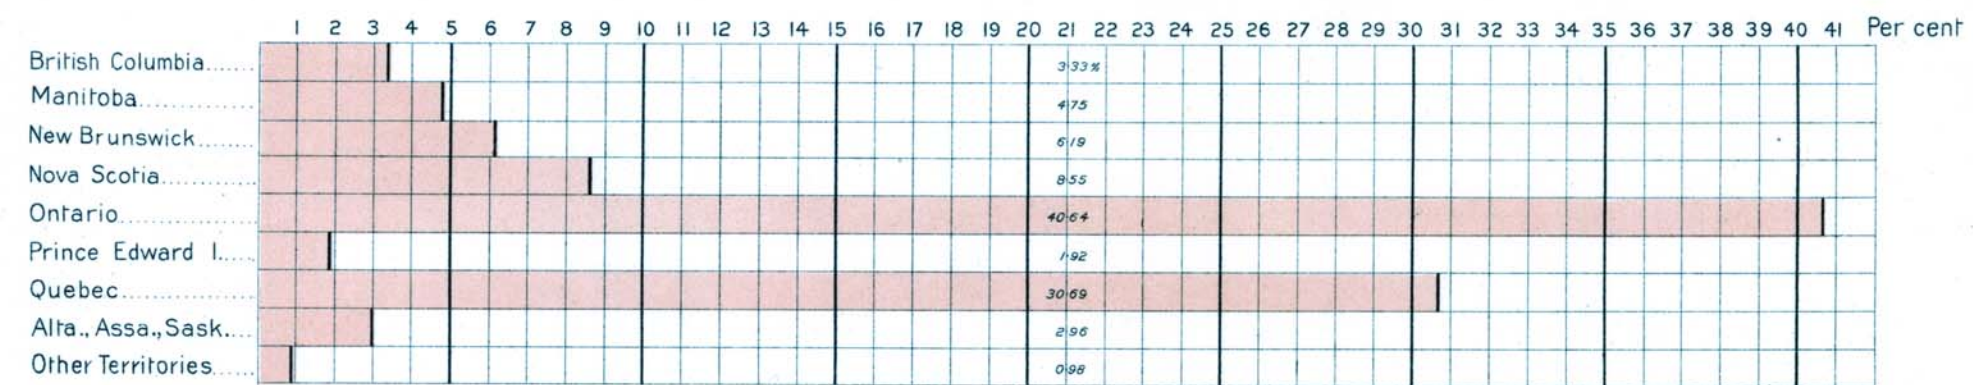 1 2 3 4 5 6 7 8 9 10 11 12 13 14 15 16 17 18 19 20 21 22 23 24 25 26 27 28 29 30 31 32 33 34 35 36 37 38 39 40 41 Per cent
British Columbia....... 3·33%
Manitoba............... 4·75
New Brunswick........ 6·19
Nova Scotia............. 8·55
Ontario.................. 40·64
Prince Edward I..... 1·92
Quebec.................. 30·69
Alta., Assa., Sask.... 2·96
Other Territories...... 0·98